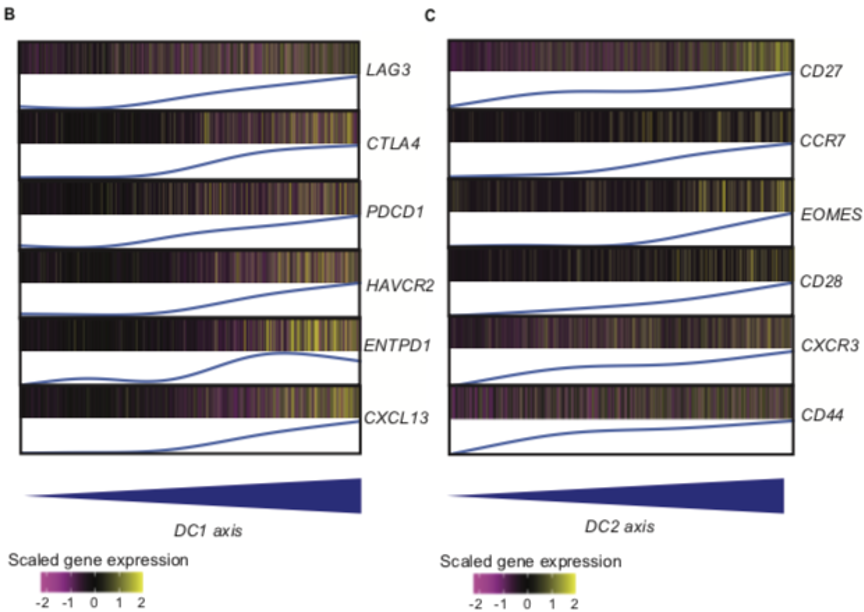 B
LAG3
CTLA4
PDCD1
HAVCR2
ENTPD1
CXCL13
DC1 axis
Scaled gene expression
-2 -1 0 1 2
C
CD27
CCR7
EOMES
CD28
CXCR3
CD44
DC2 axis
Scaled gene expression
-2 -1 0 1 2